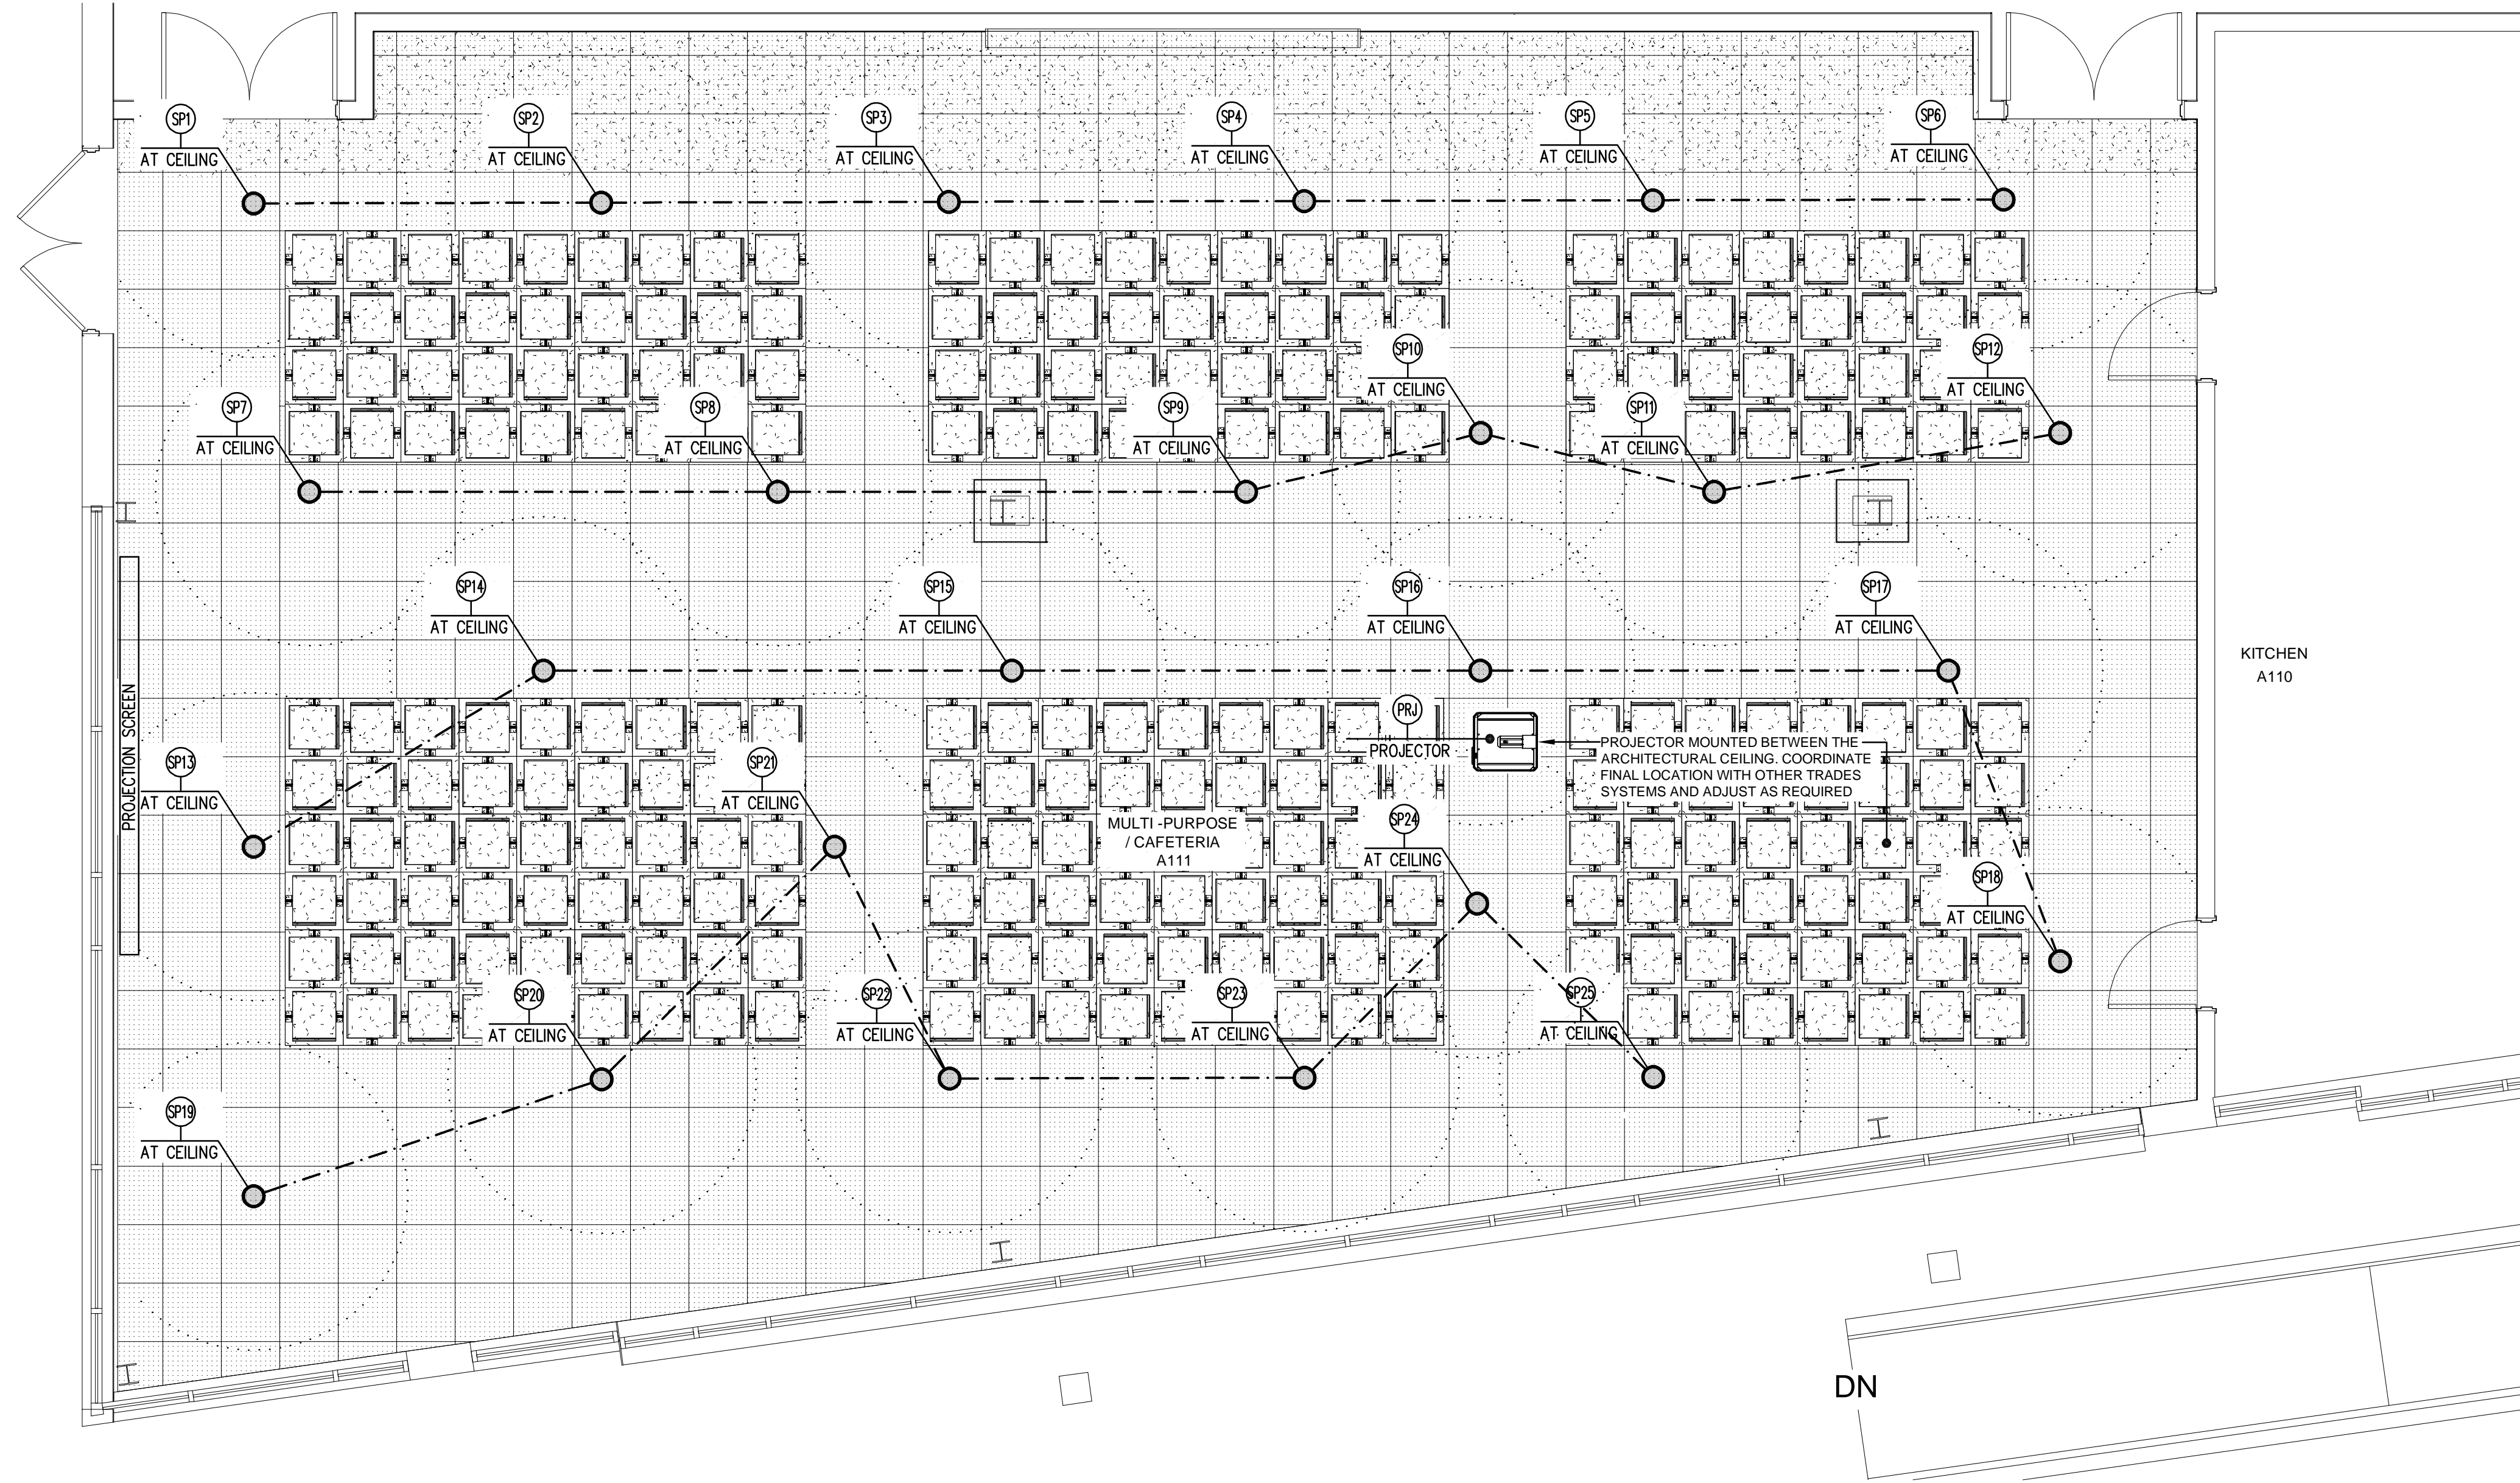 SP1
AT CEILING
SP2
AT CEILING
SP3
AT CEILING
SP4
AT CEILING
SP5
AT CEILING
SP6
AT CEILING
SP7
AT CEILING
SP8
AT CEILING
SP9
AT CEILING
SP10
AT CEILING
SP11
AT CEILING
SP12
AT CEILING
SP14
AT CEILING
SP15
AT CEILING
SP16
AT CEILING
SP17
AT CEILING
KITCHEN
A110
PROJECTION SCREEN
SP13
AT CEILING
SP21
AT CEILING
PRJ
PROJECTOR
PROJECTOR MOUNTED BETWEEN THE
ARCHITECTURAL CEILING. COORDINATE
FINAL LOCATION WITH OTHER TRADES
SYSTEMS AND ADJUST AS REQUIRED
MULTI -PURPOSE
/ CAFETERIA
A111
SP24
AT CEILING
SP18
AT CEILING
SP20
AT CEILING
SP22
AT CEILING
SP23
AT CEILING
SP25
AT CEILING
SP19
AT CEILING
DN